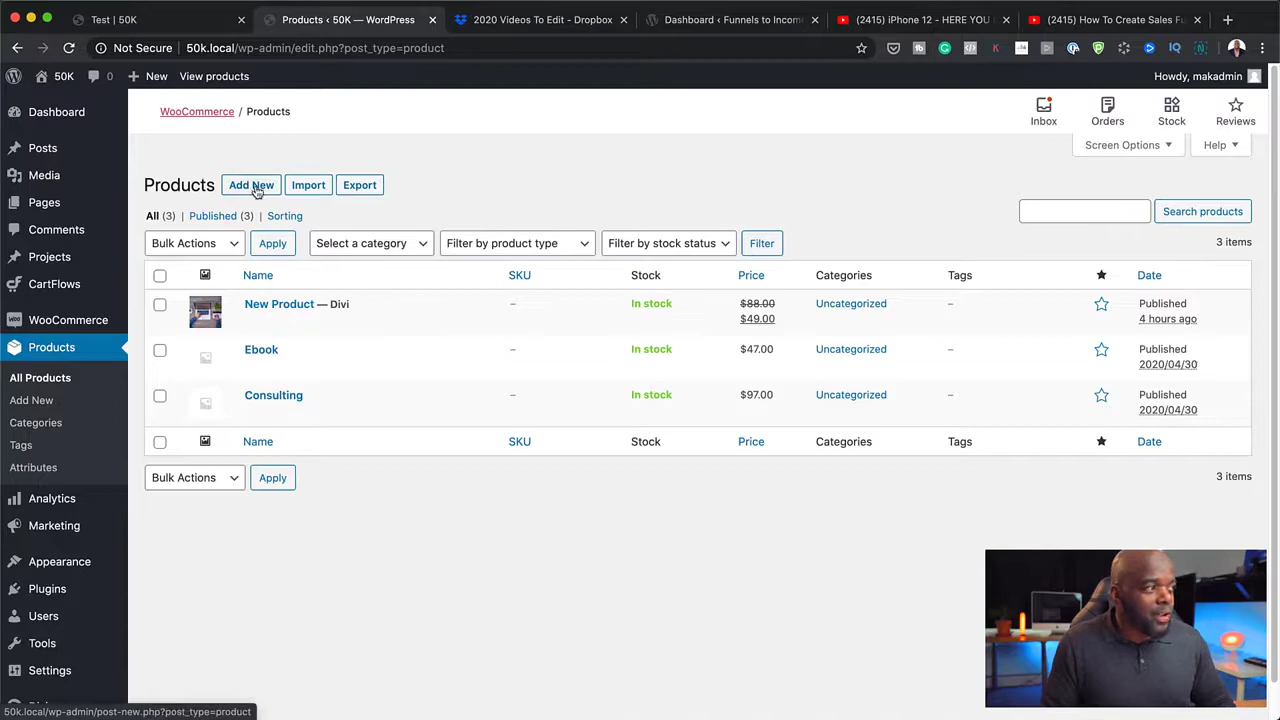 Test | 50K
Products ‹ 50K — WordPress
2020 Videos To Edit - Dropbox
Dashboard ‹ Funnels to Incom
(2415) iPhone 12 - HERE YOU
(2415) How To Create Sales Fu
Not Secure | 50k.local/wp-admin/edit.php?post_type=product
50K 0 New View products Howdy, makadmin
Dashboard
Posts
Media
Pages
Comments
Projects
CartFlows
WooCommerce
Products
All Products
Add New
Categories
Tags
Attributes
Analytics
Marketing
Appearance
Plugins
Users
Tools
Settings
WooCommerce / Products
Inbox Orders Stock Reviews
Screen Options Help
Products Add New Import Export
All (3) | Published (3) | Sorting
Search products
Bulk Actions Apply Select a category Filter by product type Filter by stock status Filter
3 items
Name SKU Stock Price Categories Tags Date
New Product — Divi – In stock $88.00 Uncategorized – Published
$49.00 4 hours ago
Ebook – In stock $47.00 Uncategorized – Published
2020/04/30
Consulting – In stock $97.00 Uncategorized – Published
2020/04/30
Name SKU Stock Price Categories Tags Date
Bulk Actions Apply 3 items
50k.local/wp-admin/post-new.php?post_type=product